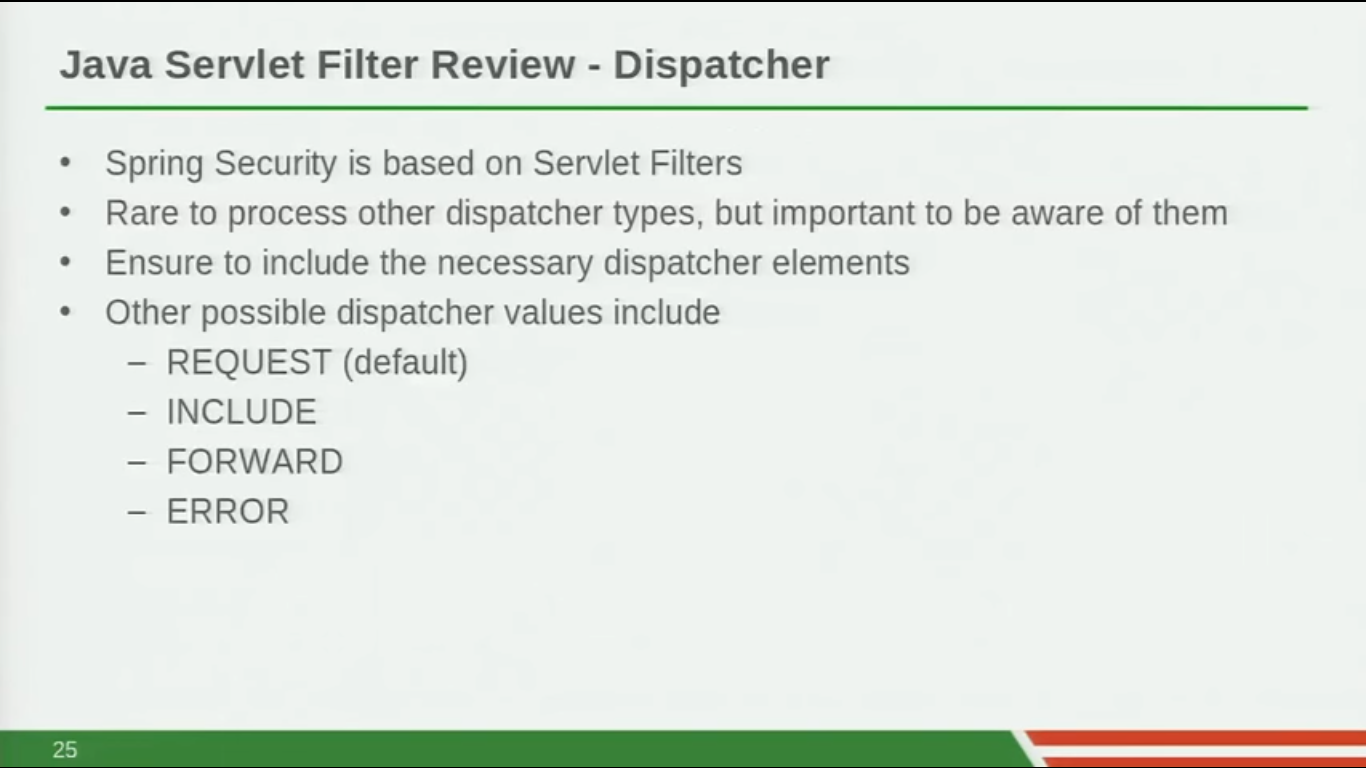 Java Servlet Filter Review - Dispatcher
• Spring Security is based on Servlet Filters
• Rare to process other dispatcher types, but important to be aware of them
• Ensure to include the necessary dispatcher elements
• Other possible dispatcher values include
– REQUEST (default)
– INCLUDE
– FORWARD
– ERROR
25